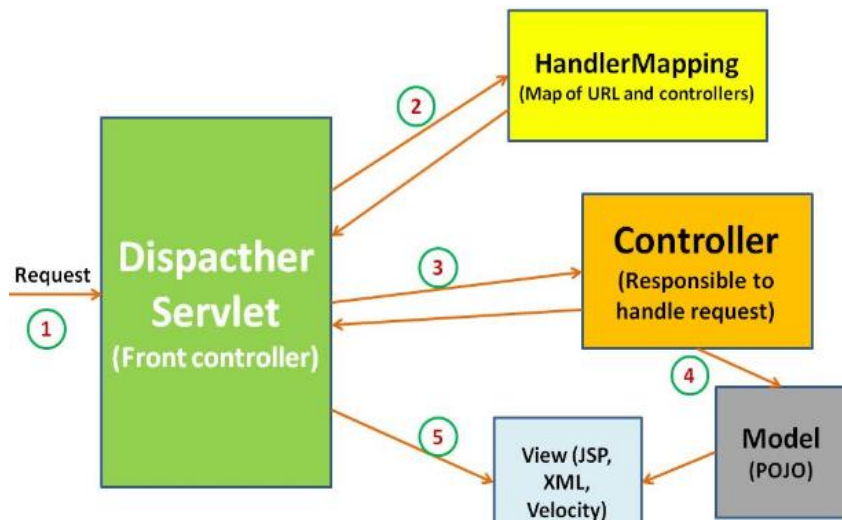 HandlerMapping
(Map of URL and controllers)
2
Dispacther
Servlet
(Front controller)
Request
1
3
Controller
(Responsible to
handle request)
4
5
View (JSP,
XML,
Velocity)
Model
(POJO)